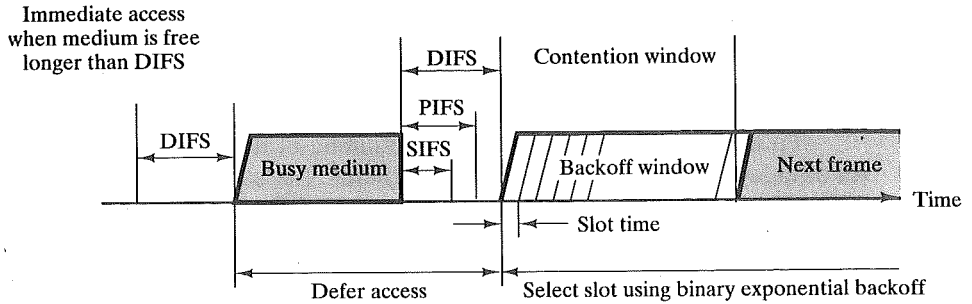 Immediate access
when medium is free
longer than DIFS
DIFS
Contention window
PIFS
DIFS
SIFS
Busy medium
Backoff window
Next frame
Time
Slot time
Defer access
Select slot using binary exponential backoff